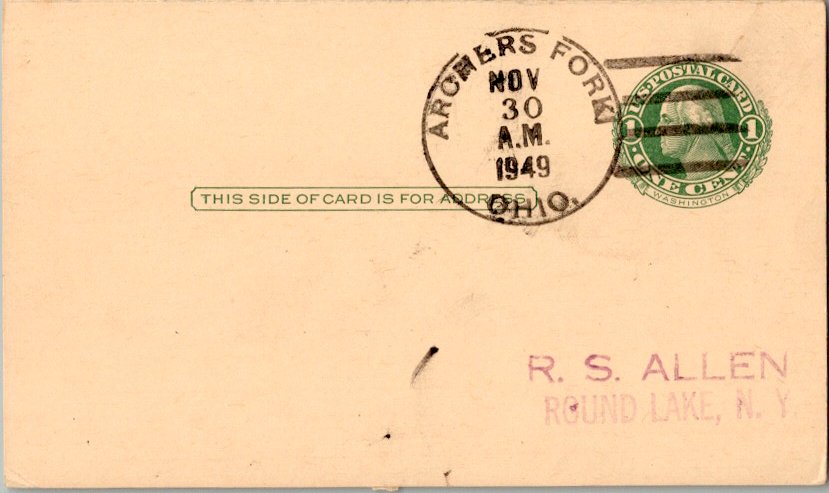 ARCHERS FORK
NOV
30
A.M.
1949
OHIO.
U.S. POSTAL CARD
1 1
ONE CENT
WASHINGTON
THIS SIDE OF CARD IS FOR ADDRESS
R. S. ALLEN
ROUND LAKE, N. Y.